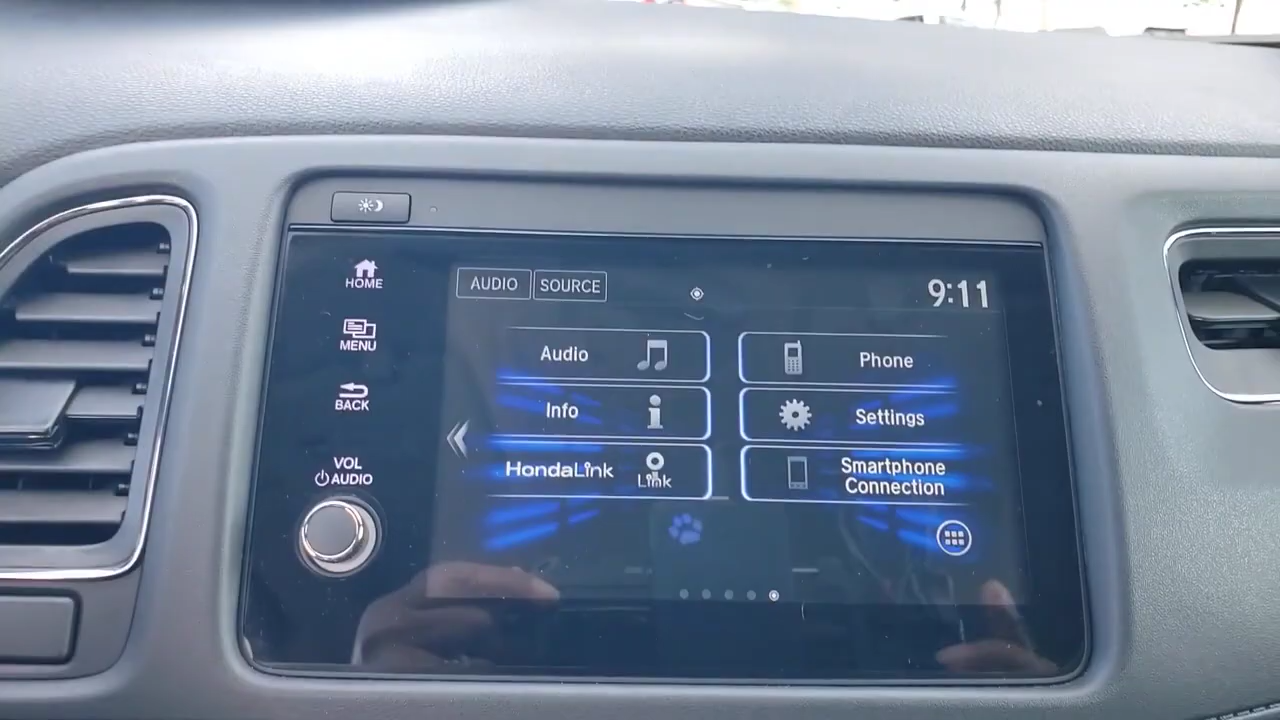 HOME
MENU
BACK
VOL
AUDIO
AUDIO SOURCE
9:11
Audio
Phone
Info
Settings
HondaLink
Link
Smartphone
Connection